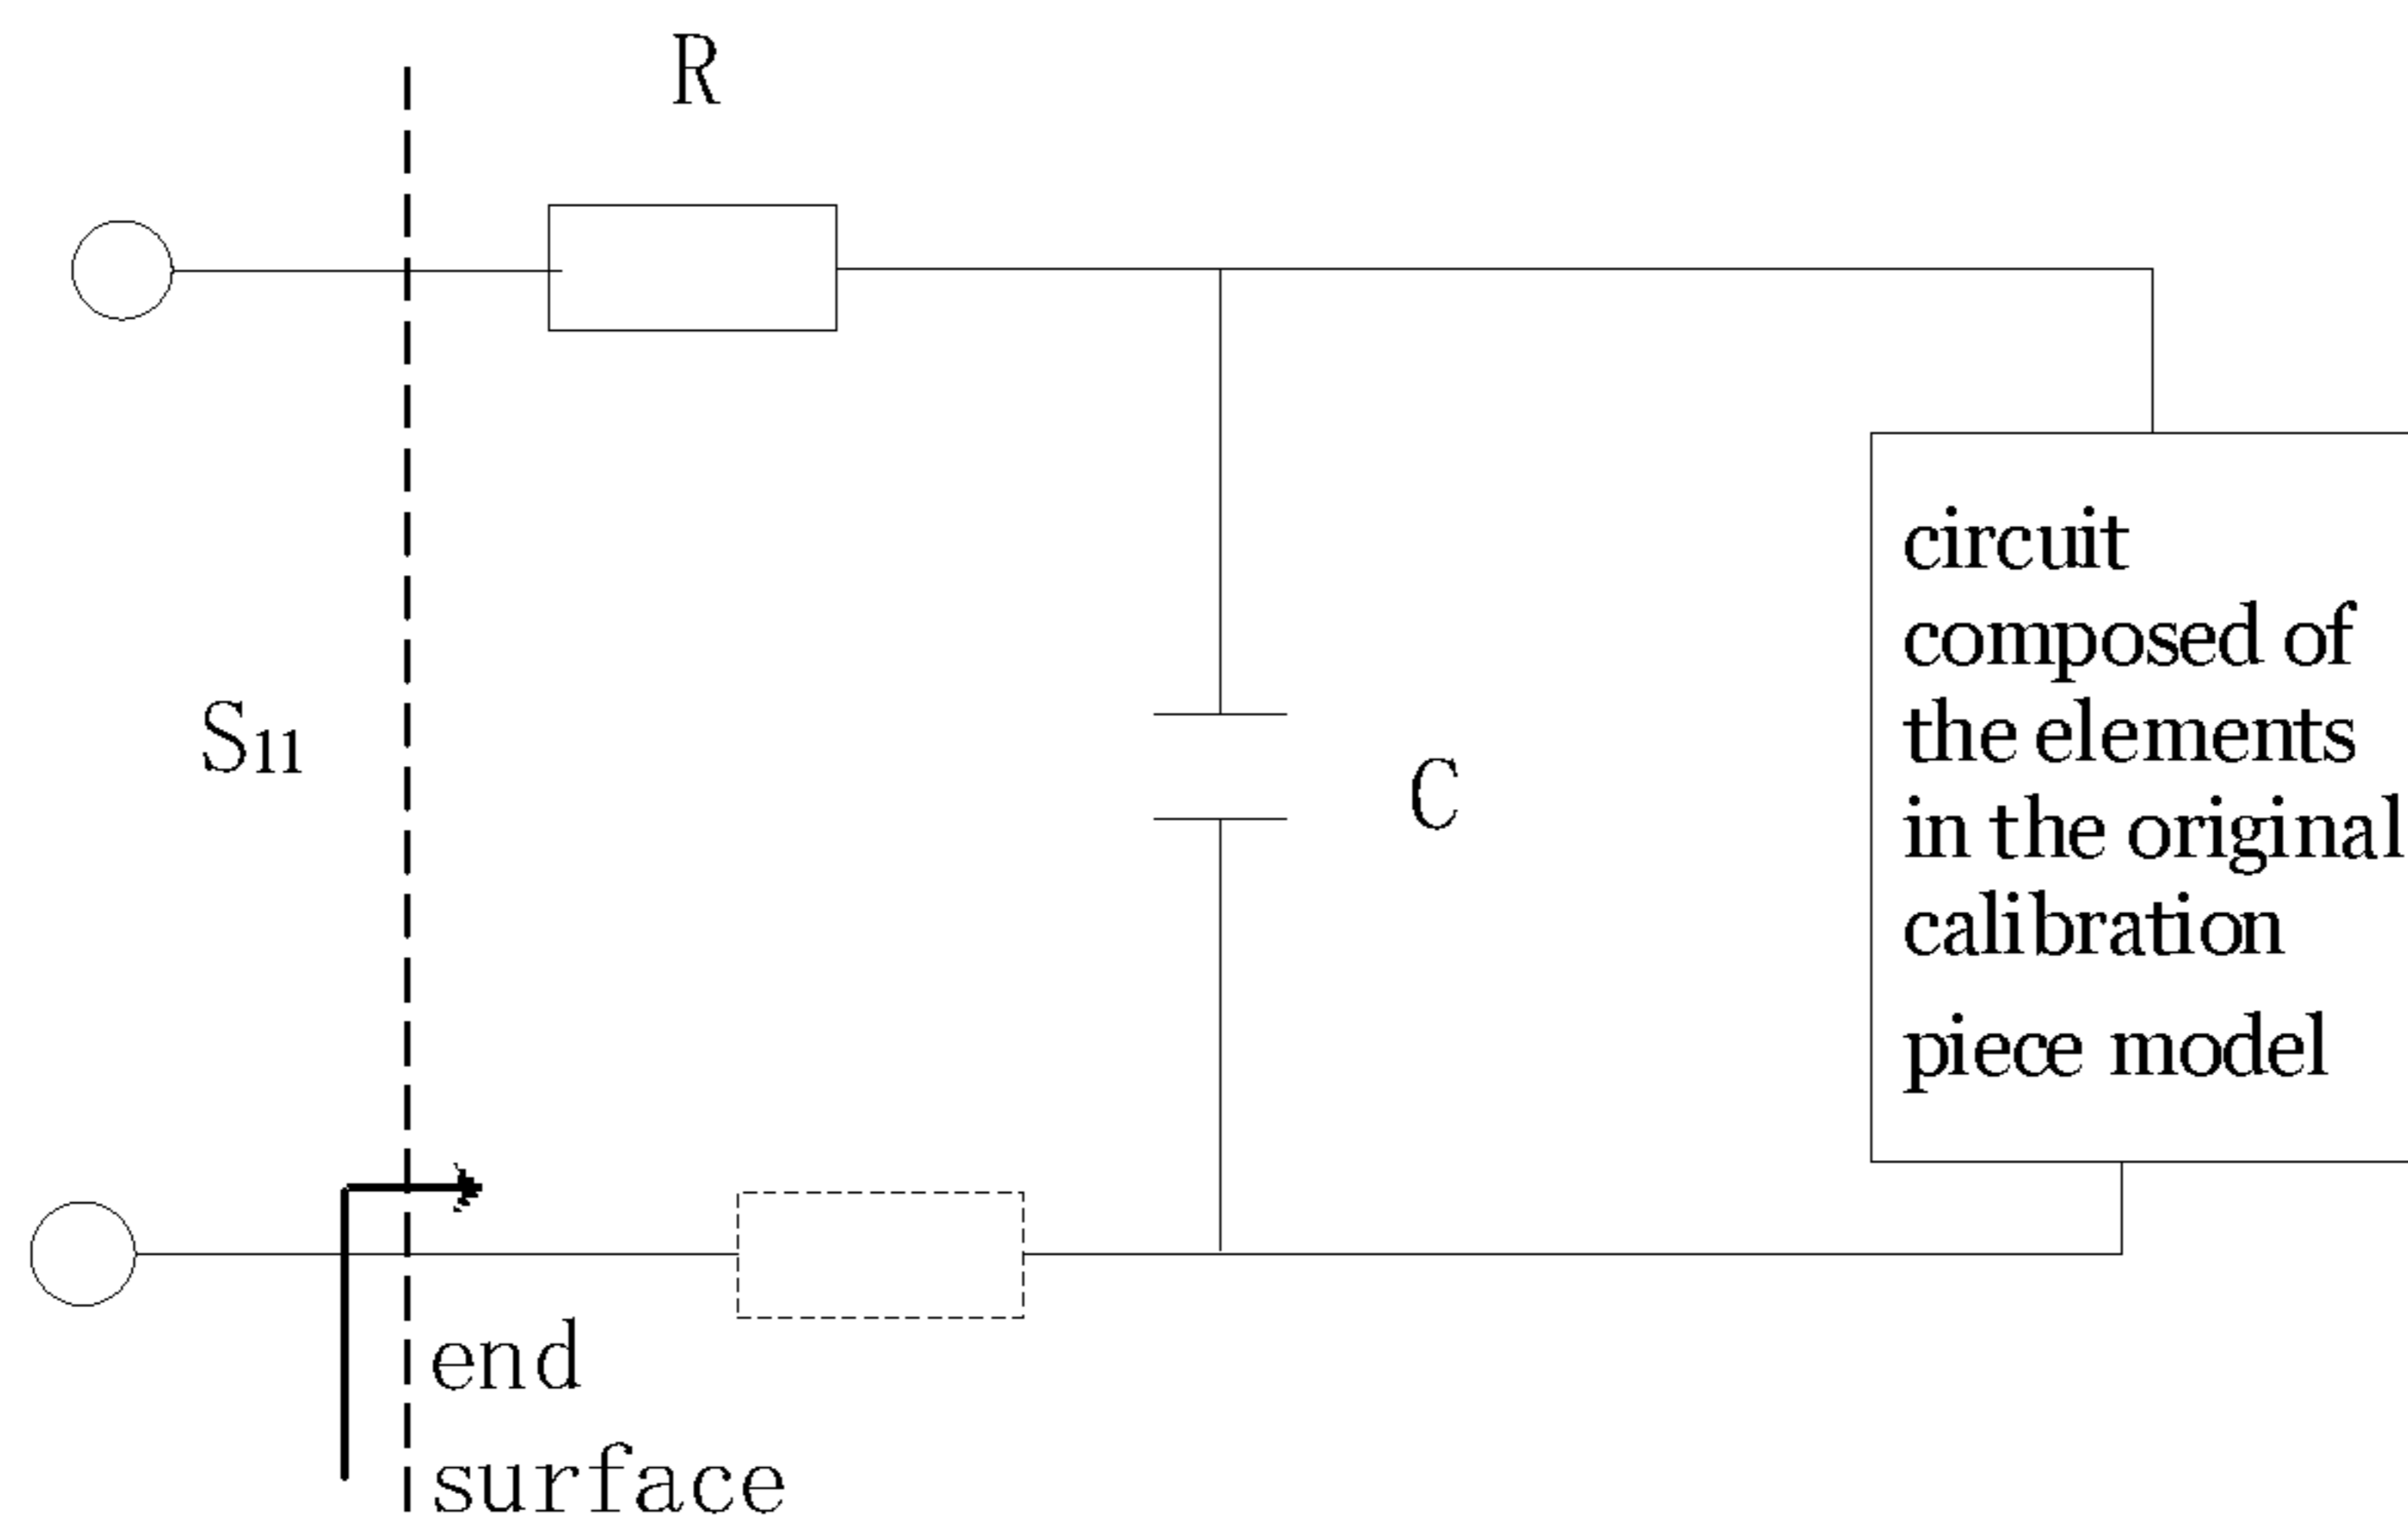 R
S11
C
circuit
composed of
the elements
in the original
calibration
piece model
end
surface